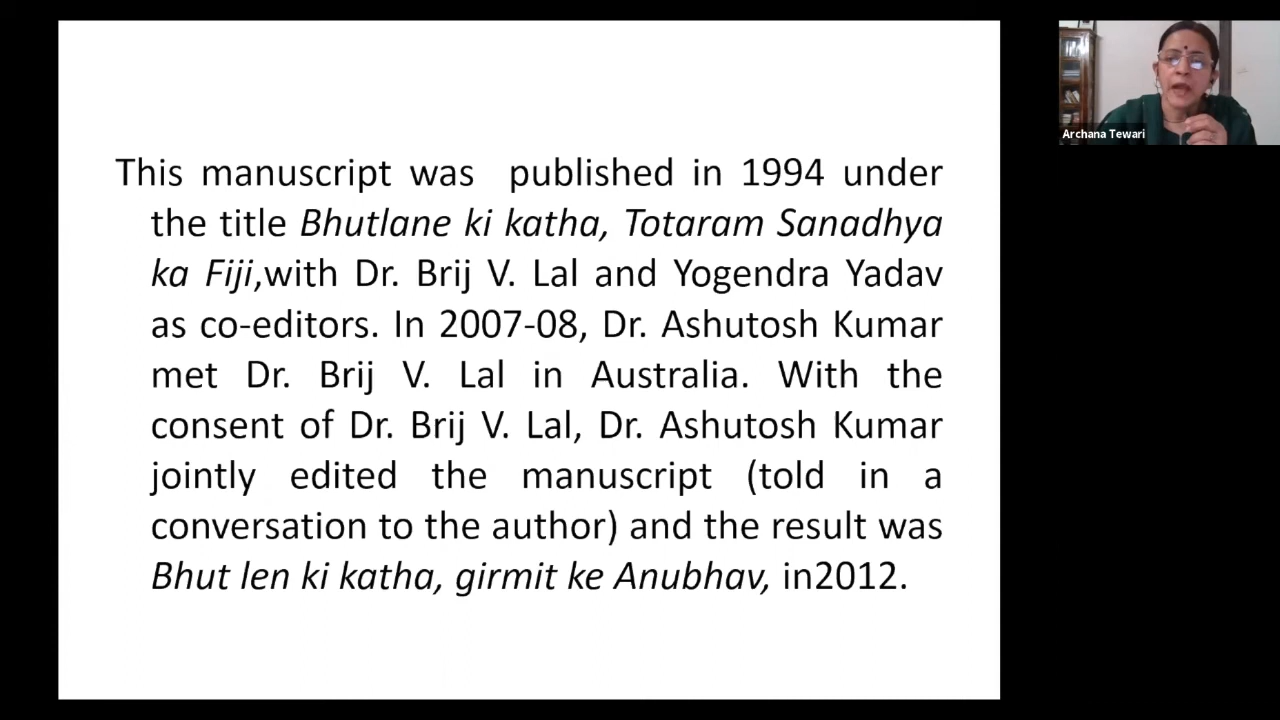 This manuscript was published in 1994 under
the title Bhutlane ki katha, Totaram Sanadhya
ka Fiji,with Dr. Brij V. Lal and Yogendra Yadav
as co-editors. In 2007-08, Dr. Ashutosh Kumar
met Dr. Brij V. Lal in Australia. With the
consent of Dr. Brij V. Lal, Dr. Ashutosh Kumar
jointly edited the manuscript (told in a
conversation to the author) and the result was
Bhut len ki katha, girmit ke Anubhav, in2012.
Archana Tewari